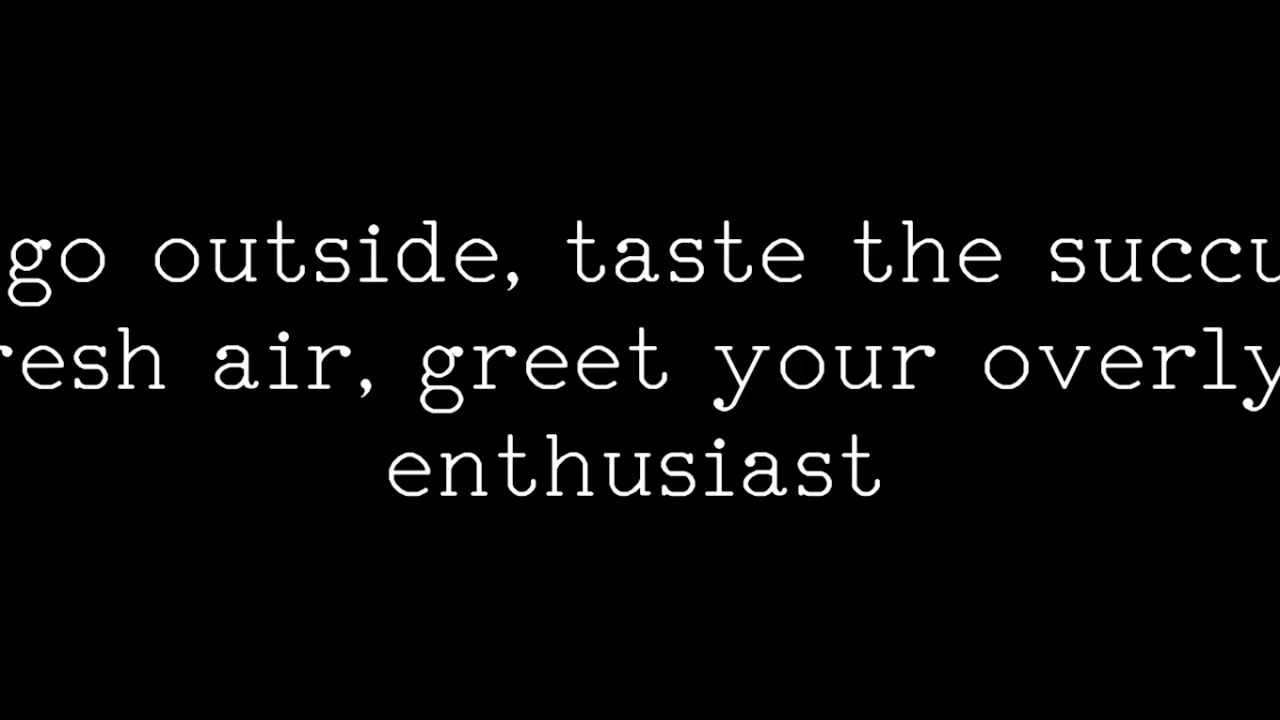 go outside, taste the succu
resh air, greet your overly
enthusiast